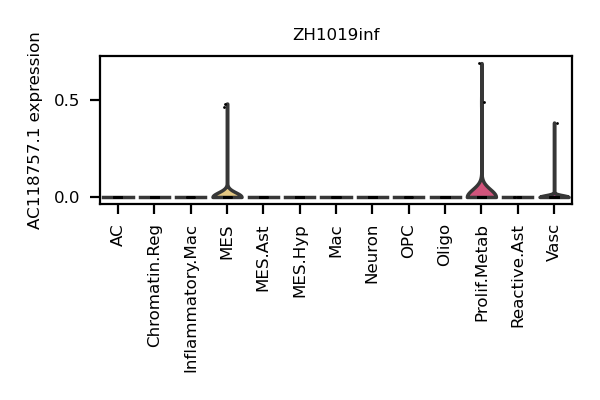 ZH1019inf
AC118757.1 expression
0.5
0.0
AC
Chromatin.Reg
Inflammatory.Mac
MES
MES.Ast
MES.Hyp
Mac
Neuron
OPC
Oligo
Prolif.Metab
Reactive.Ast
Vasc